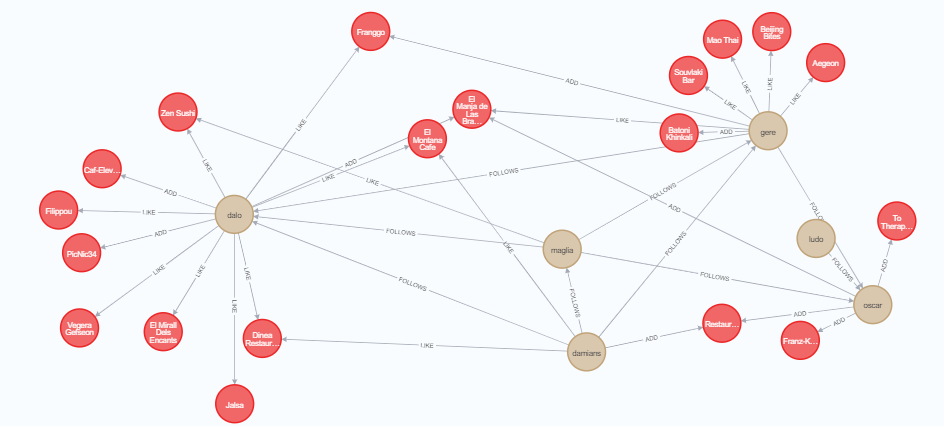 Franggo
Mao Thai
Beijing
Bites
Aegeon
Souvlaki
Bar
ADD
LIKE
LIKE
LIKE
LIKE
Zen Sushi
El
Manja de
Las
Bra...
LIKE
LIKE
Batoni
Khinkali
ADD
gere
El
Montana
Cafe
Caf-Elev...
LIKE
ADD
LIKE
LIKE
FOLLOWS
ADD
FOLLOWS
Filippou
LIKE
dalo
ADD
FOLLO
To
Therap...
PicNic34
ADD
FOLLOWS
maglia
LIKE
FOLLOWS
ludo
LIKE
LIKE
LIKE
FOLLOWS
FOLLOWS
FOLLOWS
ADD
LIKE
FOLLOWS
oscar
Vegera
Gefseon
El Mirall
Dels
Encants
Dinea
Restaur...
LIKE
damians
ADD
Restaur...
ADD
ADD
Franz-K...
Jalsa